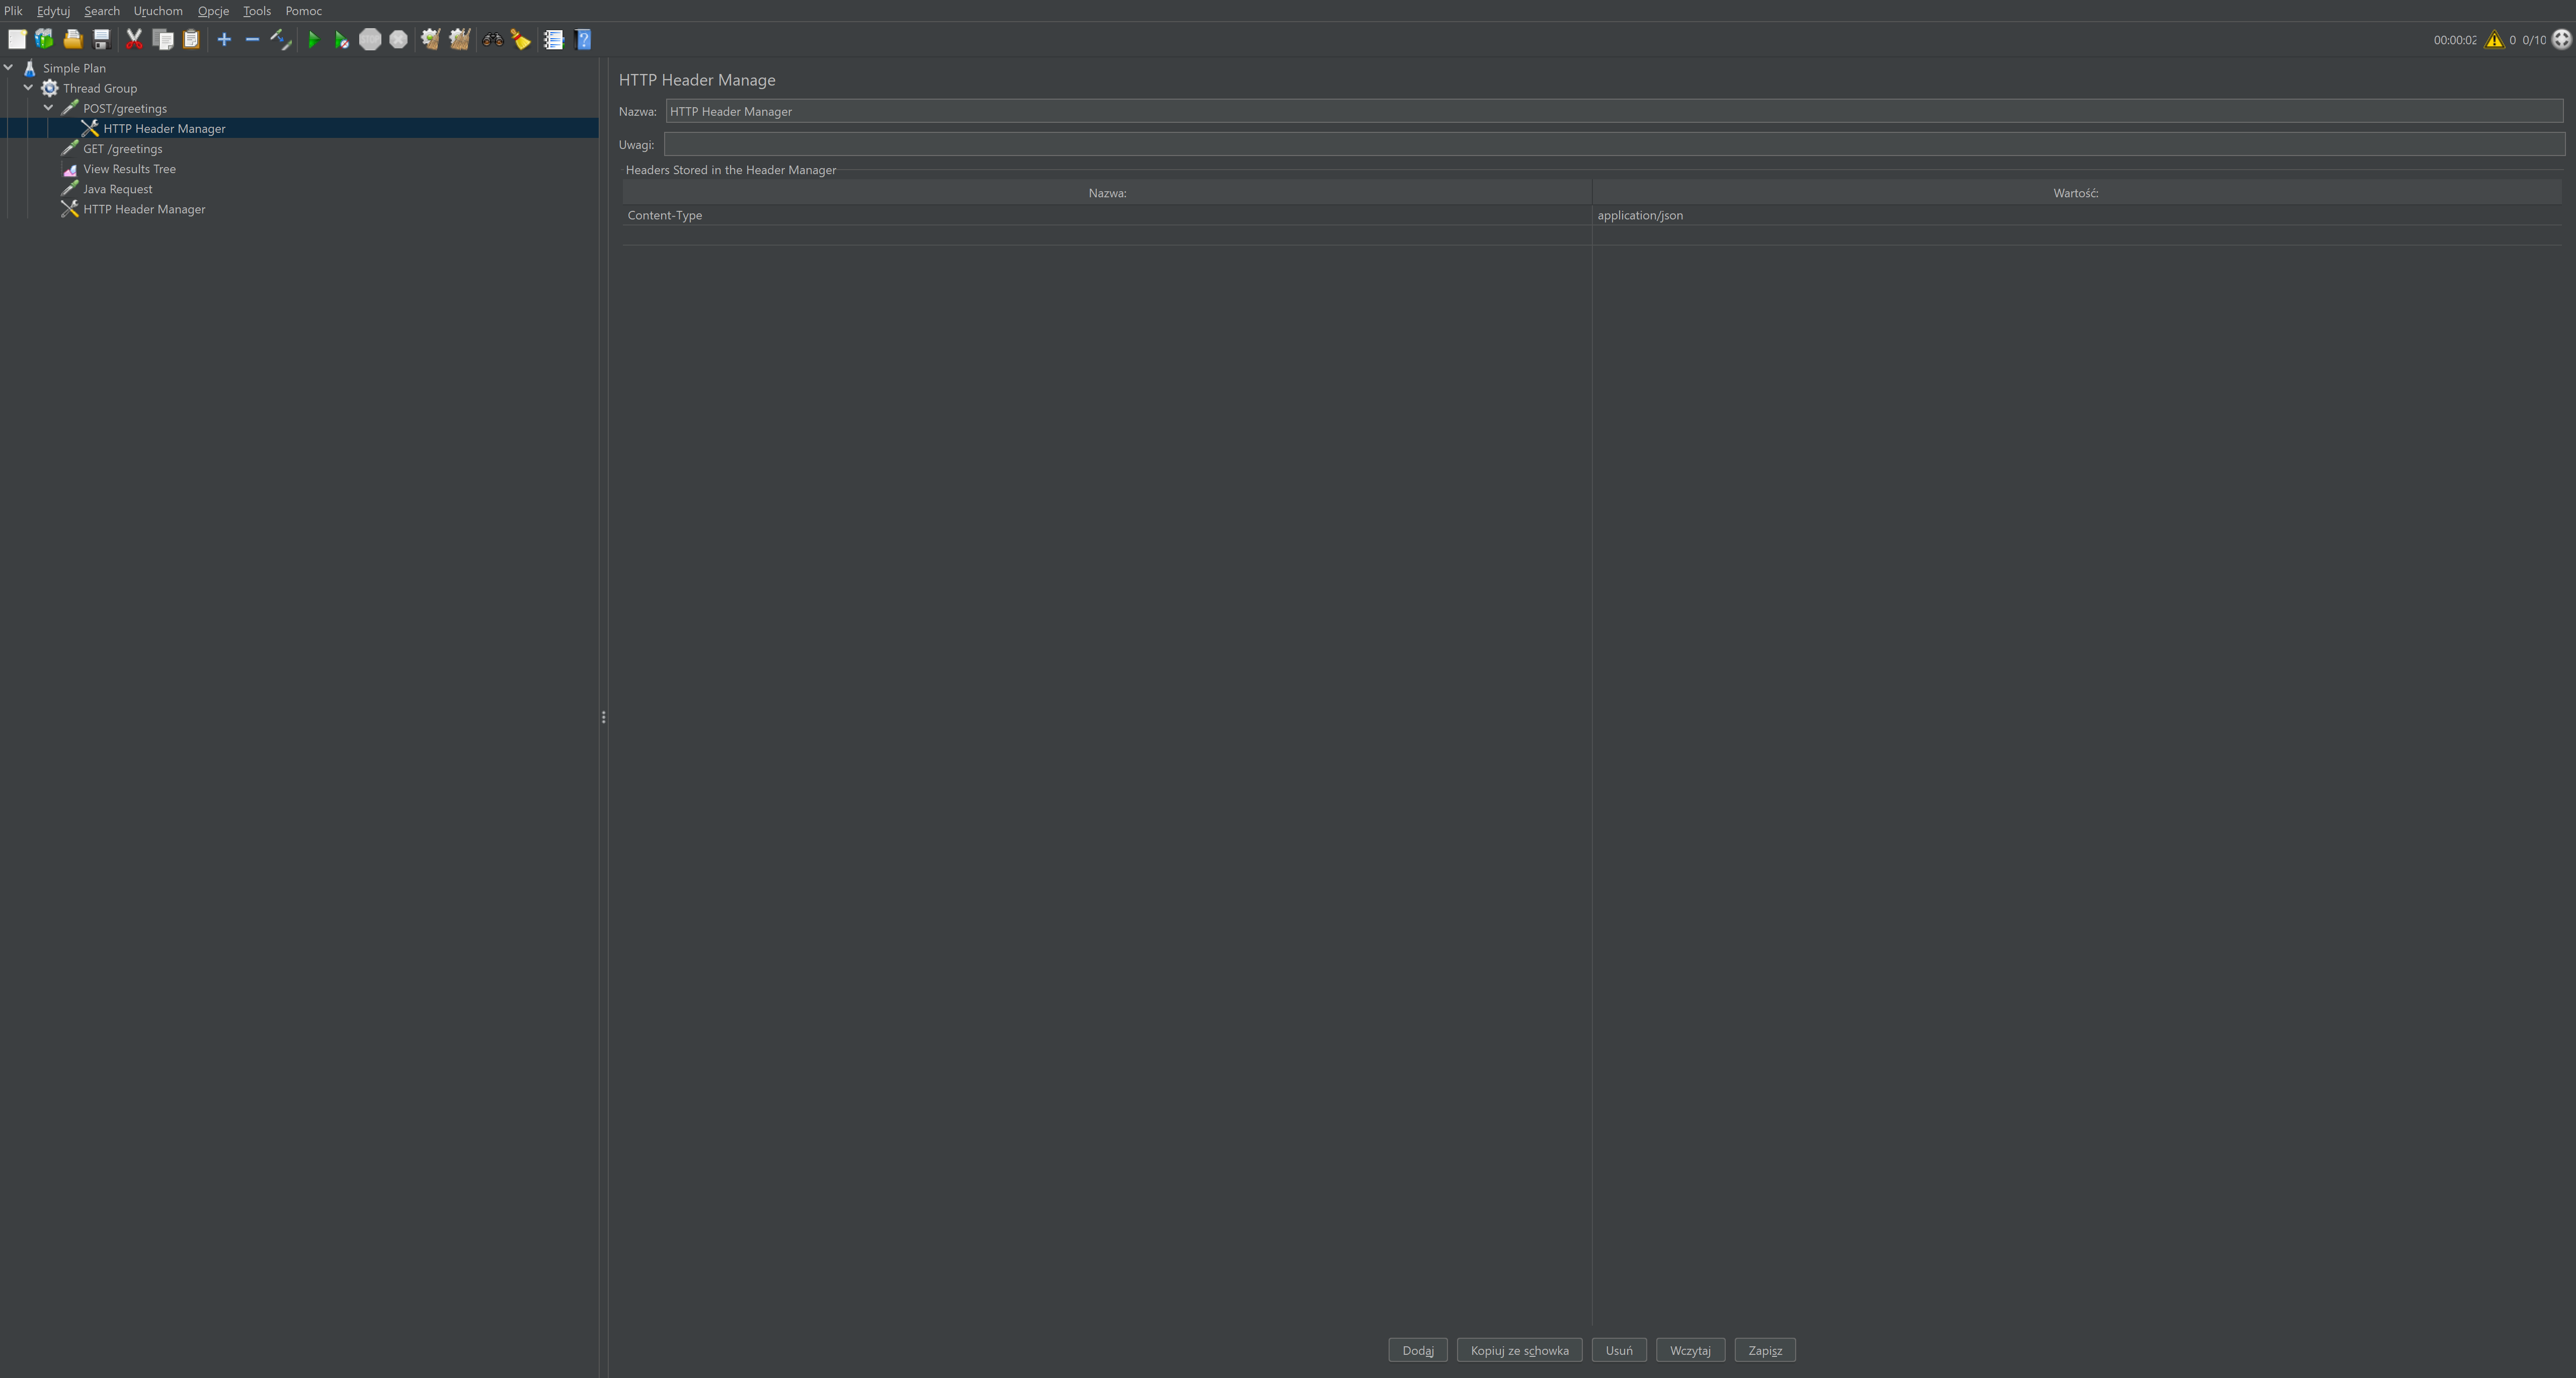 Plik Edytuj Search Uruchom Opcje Tools Pomoc
00:00:02 0 0/10
Simple Plan
Thread Group
POST/greetings
HTTP Header Manager
GET /greetings
View Results Tree
Java Request
HTTP Header Manager
HTTP Header Manage
Nazwa: HTTP Header Manager
Uwagi:
Headers Stored in the Header Manager
Nazwa: Wartość:
Content-Type application/json
Dodaj Kopiuj ze schowka Usuń Wczytaj Zapisz